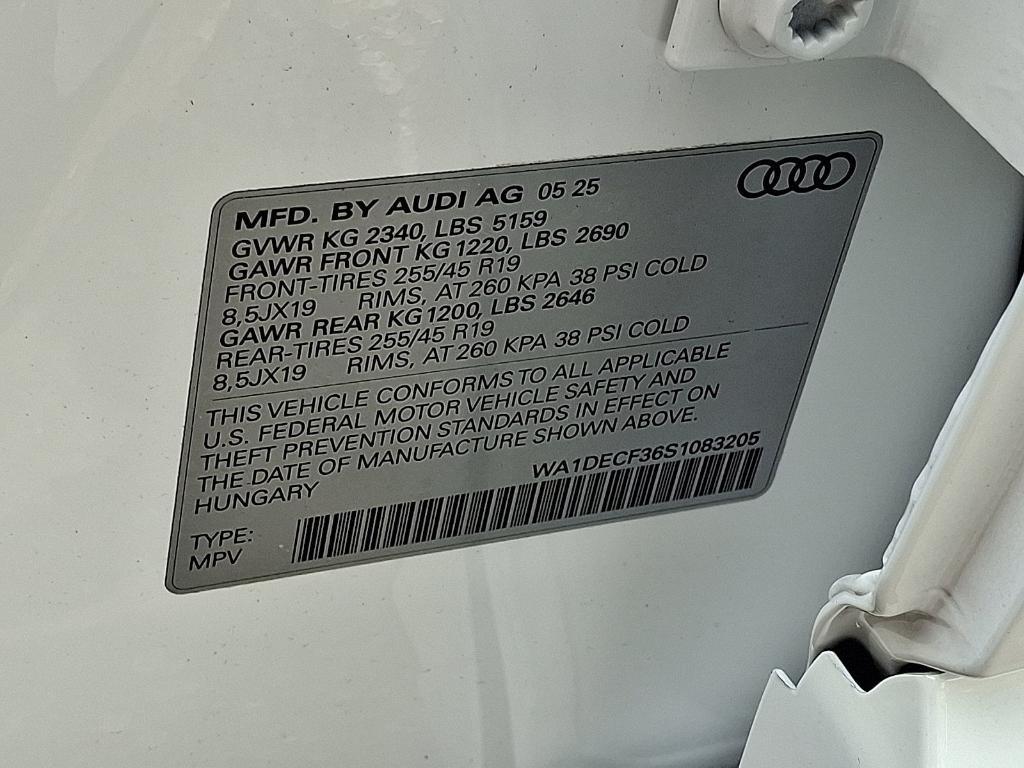 MFD. BY AUDI AG 05 25
GVWR KG 2340, LBS 5159
GAWR FRONT KG 1220, LBS 2690
FRONT-TIRES 255/45 R19
8,5JX19 RIMS, AT 260 KPA 38 PSI COLD
GAWR REAR KG 1200, LBS 2646
REAR-TIRES 255/45 R19
8,5JX19 RIMS, AT 260 KPA 38 PSI COLD
THIS VEHICLE CONFORMS TO ALL APPLICABLE
U.S. FEDERAL MOTOR VEHICLE SAFETY AND
THEFT PREVENTION STANDARDS IN EFFECT ON
THE DATE OF MANUFACTURE SHOWN ABOVE.
HUNGARY
WA1DECF36S1083205
TYPE:
MPV